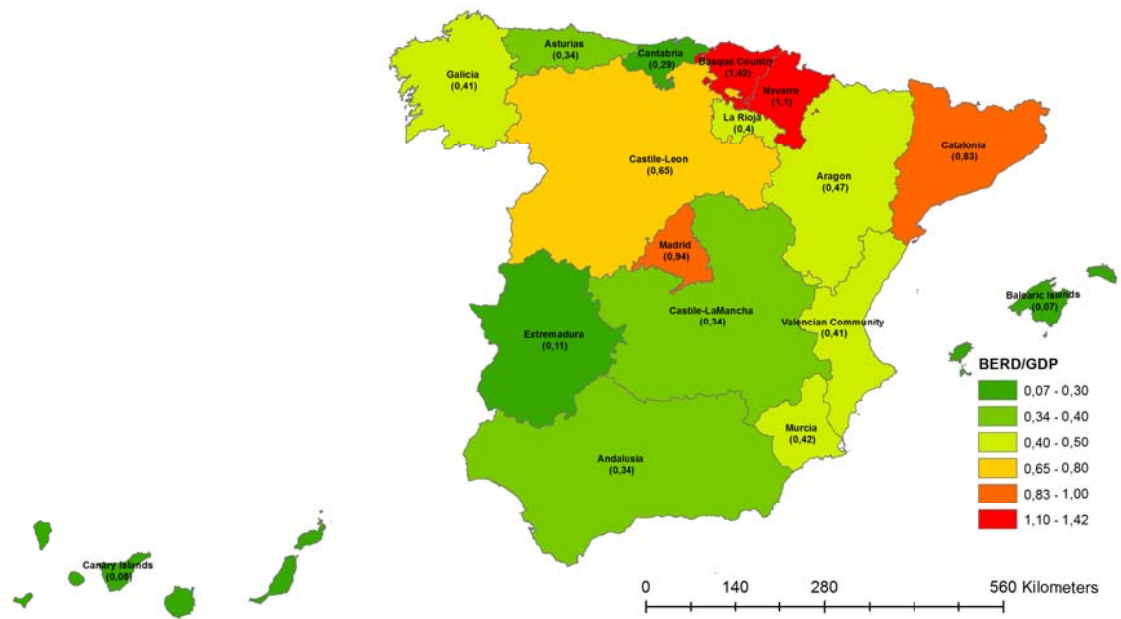 Asturias
(0,34)
Cantabria
(0,29)
Basque Country
(1,42)
Galicia
(0,41)
Navarre
(1,1)
La Rioja
(0,4)
Catalonia
(0,83)
Castile-Leon
(0,65)
Aragon
(0,47)
Madrid
(0,94)
Balearic Islands
(0,07)
Castile-LaMancha
(0,34)
Valencian Community
(0,41)
Extremadura
(0,11)
BERD/GDP
0,07 - 0,30
0,34 - 0,40
0,40 - 0,50
0,65 - 0,80
0,83 - 1,00
1,10 - 1,42
Murcia
(0,42)
Andalusia
(0,34)
Canary Islands
(0,08)
0 140 280 560 Kilometers